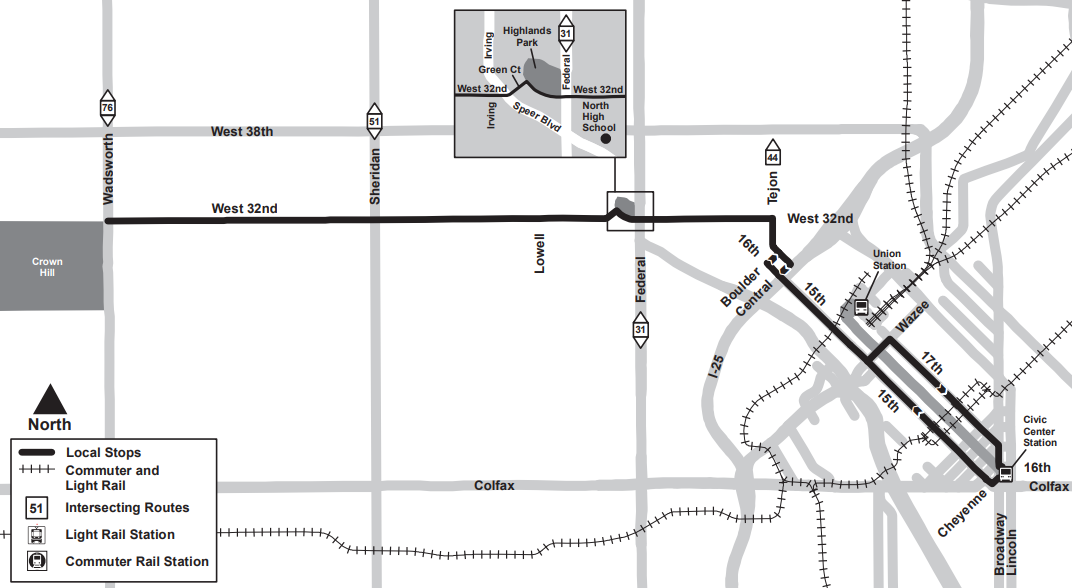 Irving
Highlands
Park
31
Federal
Green Ct
West 32nd
West 32nd
Irving
Speer Blvd
North
High
School
76
Wadsworth
West 38th
51
Sheridan
44
Tejon
West 32nd
West 32nd
Crown
Hill
Lowell
Federal
31
16th
Boulder
Central
15th
Union
Station
Wazee
17th
15th
I-25
Civic
Center
Station
16th
Colfax
Colfax
Cheyenne
Broadway
Lincoln
North
Local Stops
Commuter and
Light Rail
51
Intersecting Routes
Light Rail Station
Commuter Rail Station